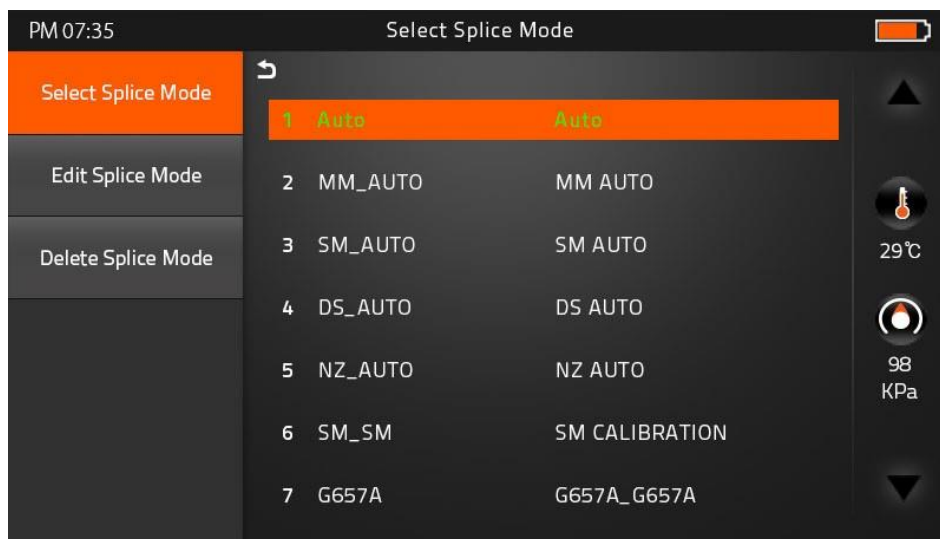 PM 07:35 Select Splice Mode
Select Splice Mode
Edit Splice Mode
Delete Splice Mode
1 Auto Auto
2 MM_AUTO MM AUTO
3 SM_AUTO SM AUTO
4 DS_AUTO DS AUTO
5 NZ_AUTO NZ AUTO
6 SM_SM SM CALIBRATION
7 G657A G657A_G657A
29℃
98
KPa